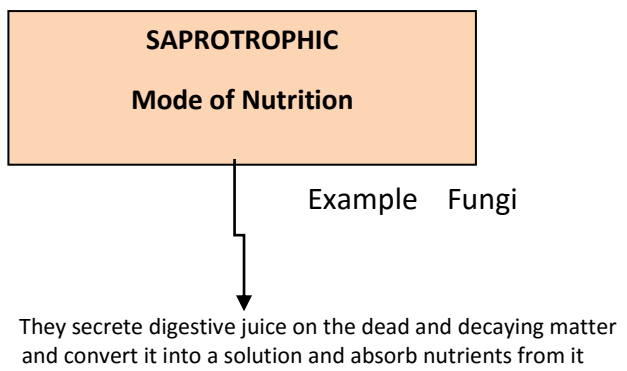 SAPROTROPHIC
Mode of Nutrition
Example Fungi
They secrete digestive juice on the dead and decaying matter
and convert it into a solution and absorb nutrients from it